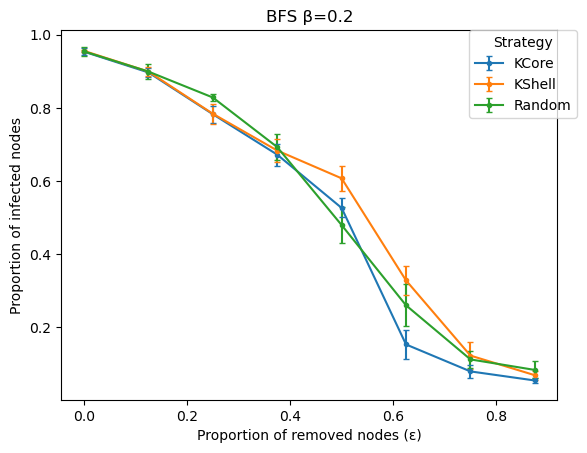 BFS β=0.2
Strategy
KCore
KShell
Random
Proportion of infected nodes
1.0
0.8
0.6
0.4
0.2
0.0 0.2 0.4 0.6 0.8
Proportion of removed nodes (ε)